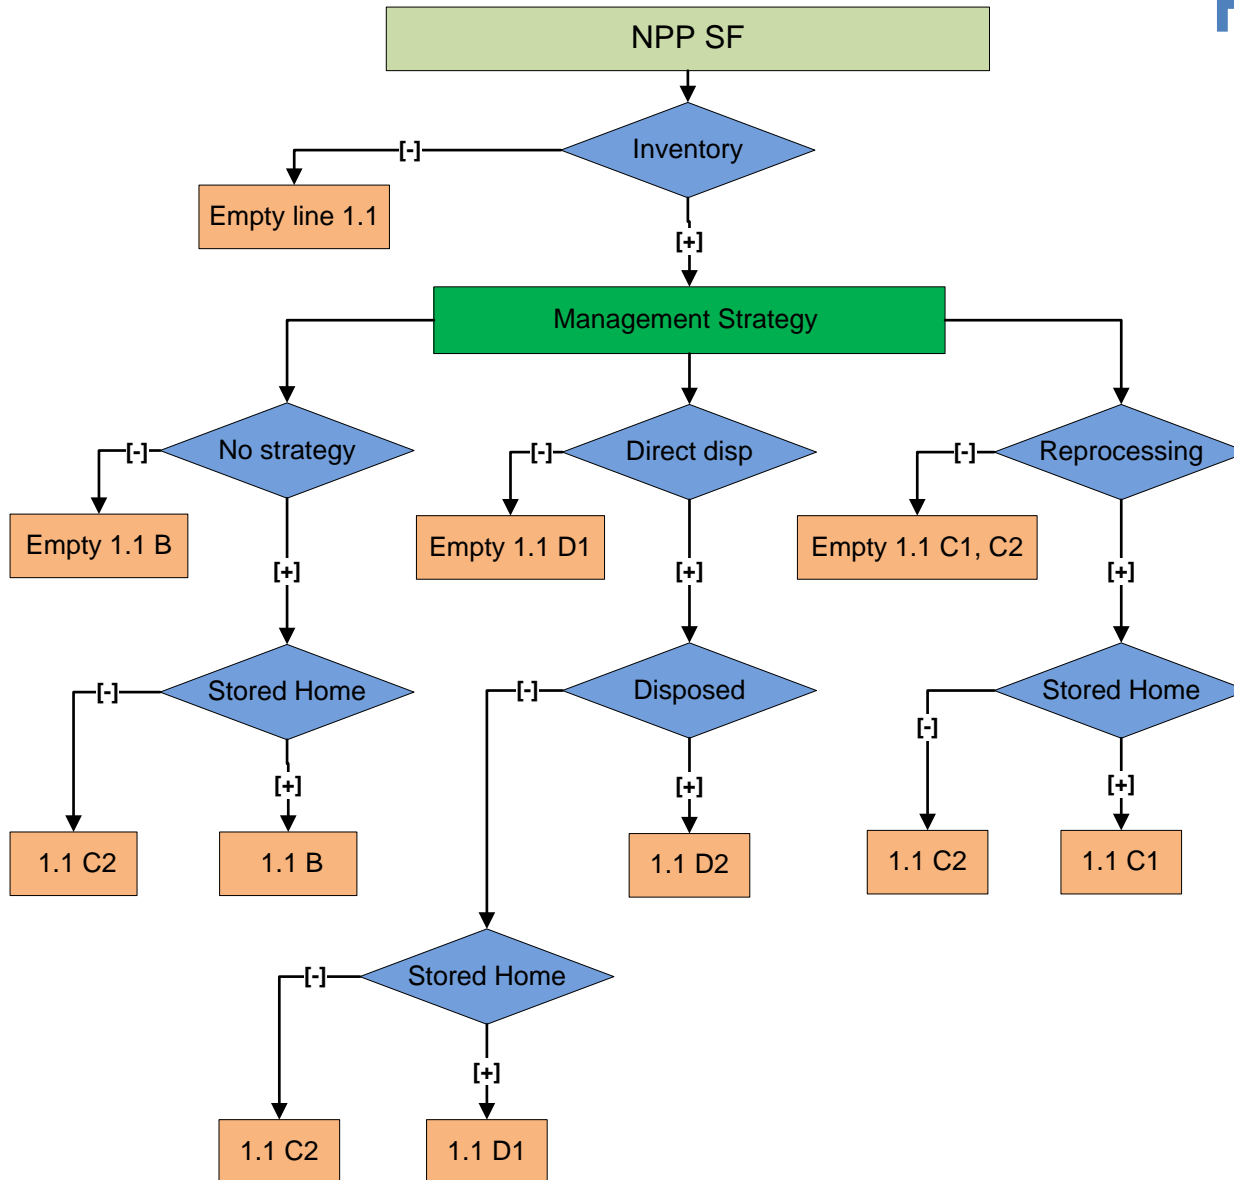 NPP SF
Inventory
[-]
Empty line 1.1
[+]
Management Strategy
No strategy
Direct disp
Reprocessing
[-]
[-]
[-]
Empty 1.1 B
Empty 1.1 D1
Empty 1.1 C1, C2
[+]
[+]
[+]
Stored Home
Disposed
Stored Home
[-]
[-]
[-]
[+]
[+]
[+]
1.1 C2
1.1 B
1.1 D2
1.1 C2
1.1 C1
Stored Home
[-]
[+]
1.1 C2
1.1 D1